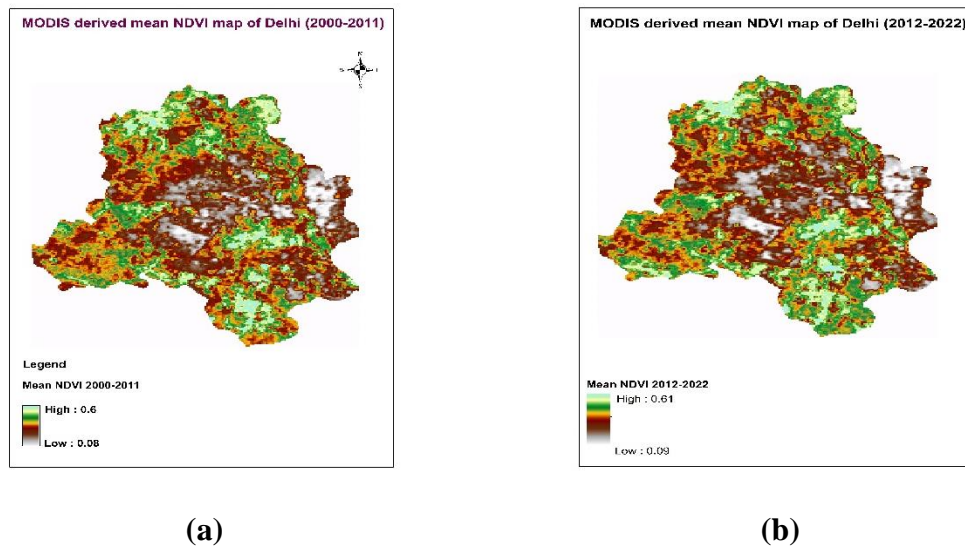 MODIS derived mean NDVI map of Delhi (2000-2011)
N
S
Legend
Mean NDVI 2000-2011
High : 0.6
Low : 0.08
(a)
MODIS derived mean NDVI map of Delhi (2012-2022)
Mean NDVI 2012-2022
High : 0.61
Low : 0.09
(b)